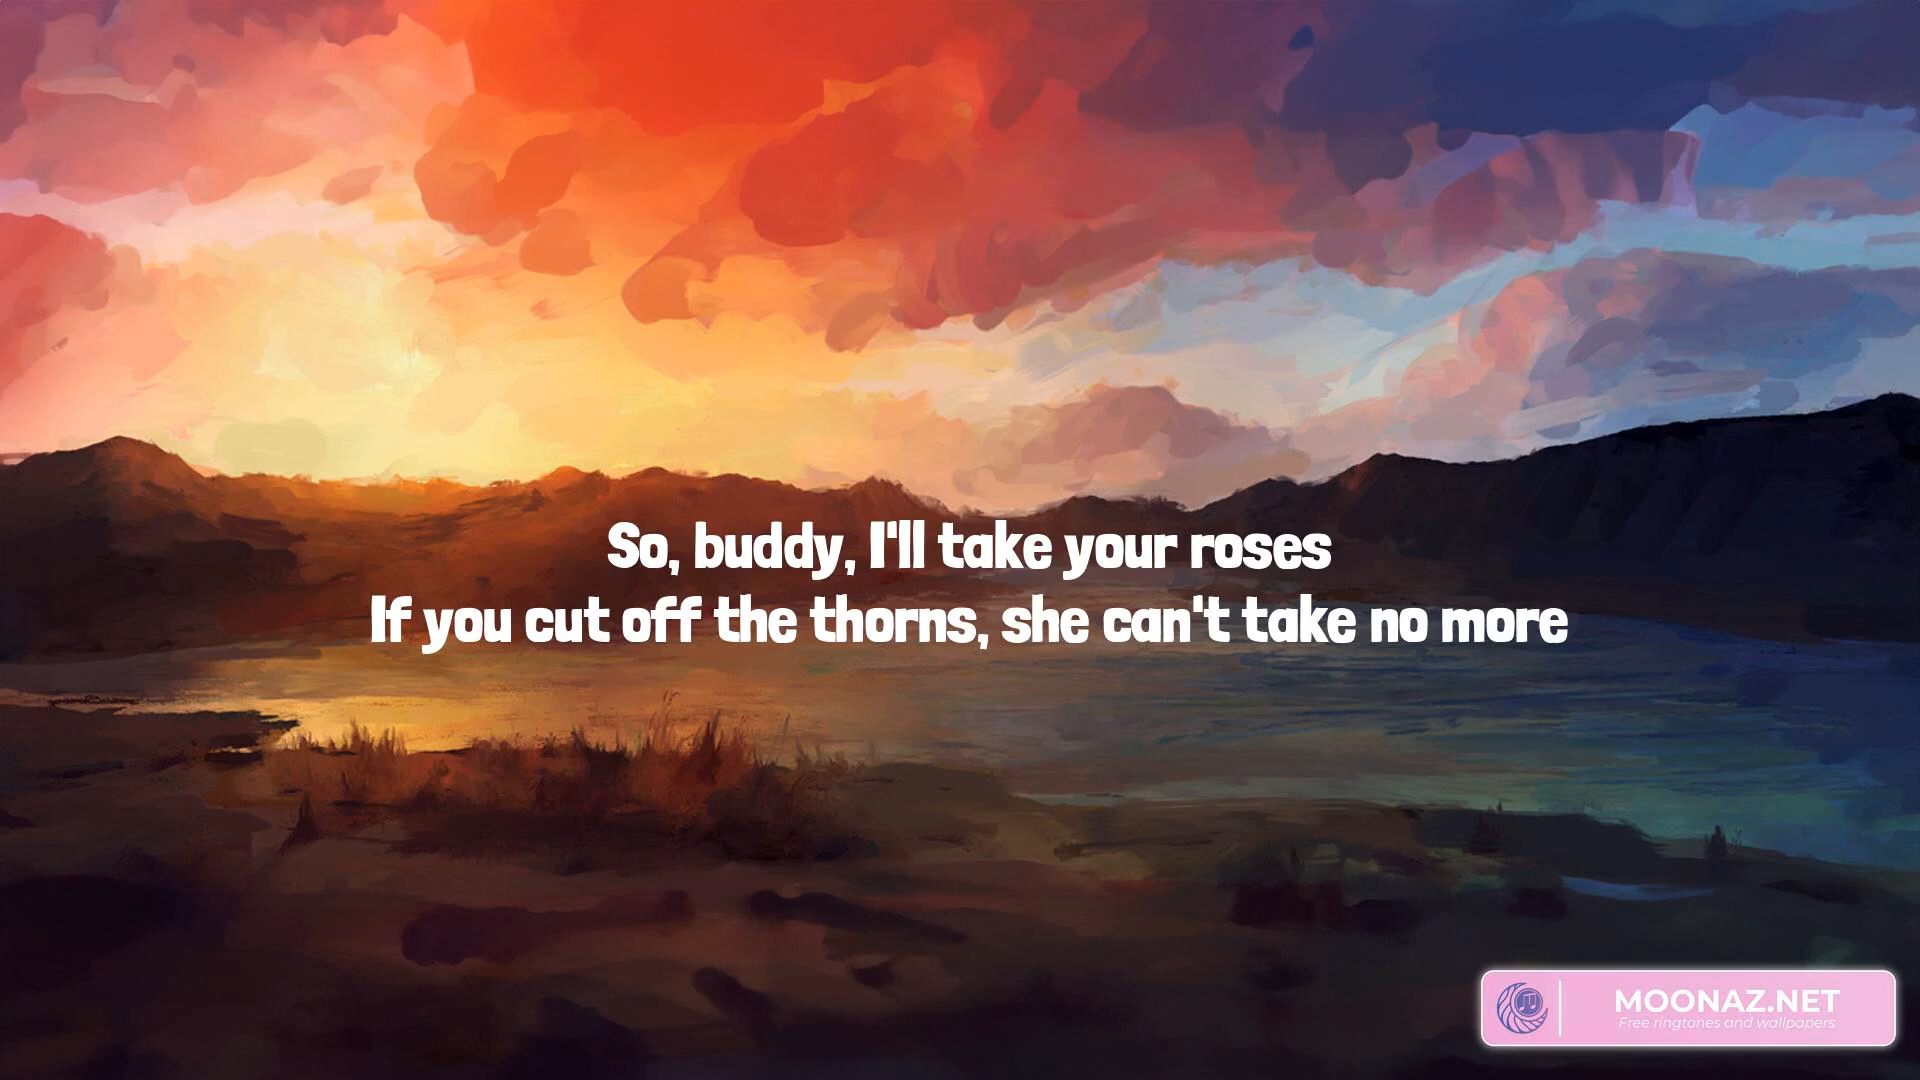 So, buddy, I'll take your roses
If you cut off the thorns, she can't take no more
MOONAZ.NET
Free ringtones and wallpapers